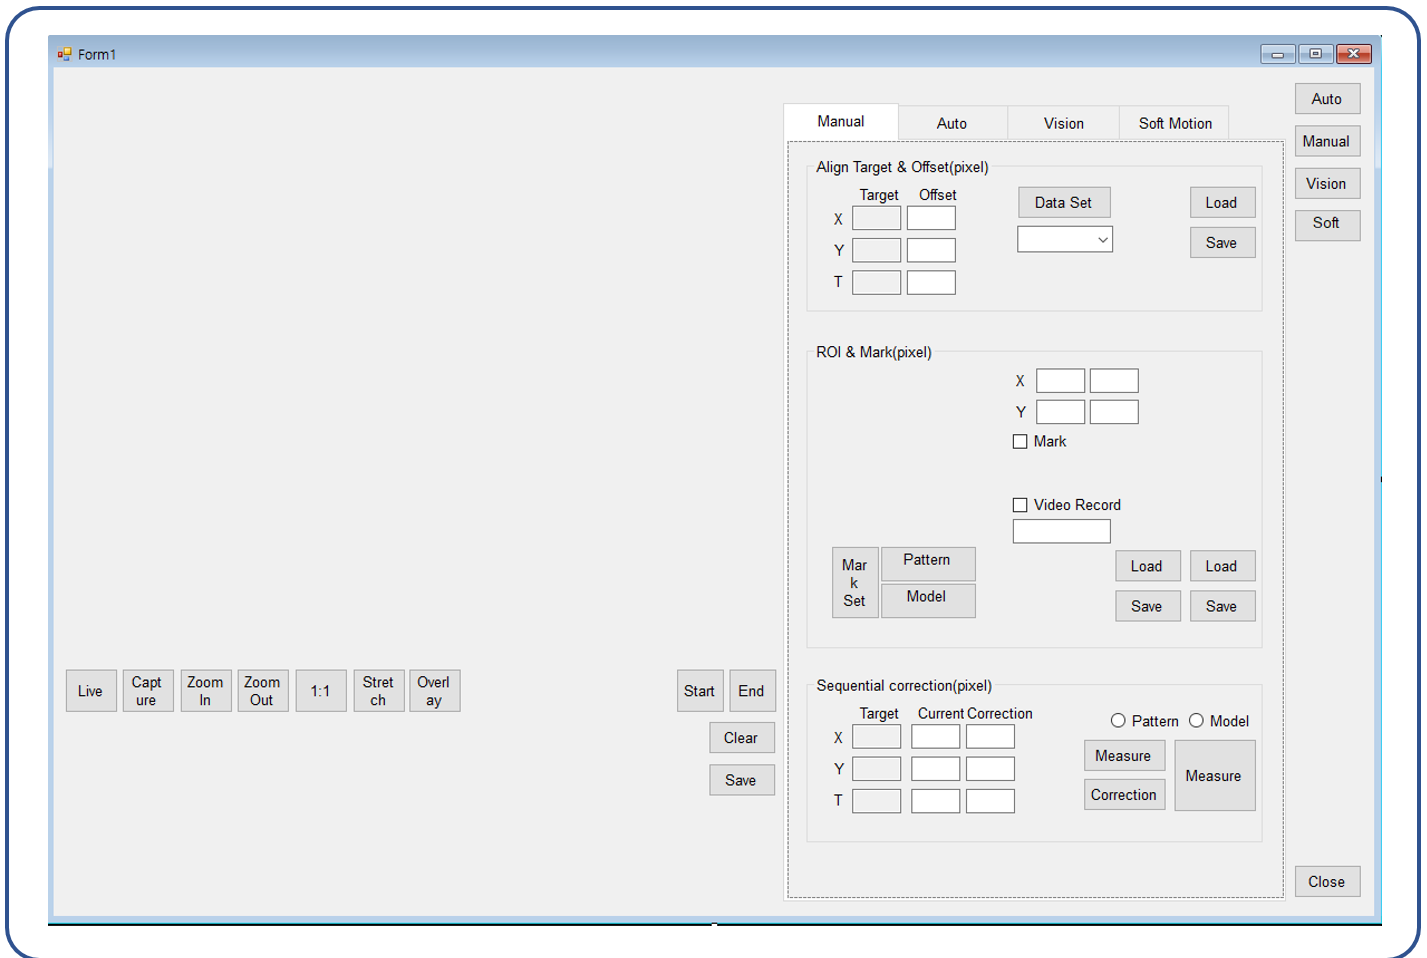 Form1
Auto
Manual
Vision
Soft
Manual
Auto
Vision
Soft Motion
Align Target & Offset(pixel)
Target
Offset
X
Y
T
Data Set
Load
Save
ROI & Mark(pixel)
X
Y
Mark
Video Record
Mar
k
Set
Pattern
Model
Load
Load
Save
Save
Live
Capt
ure
Zoom
In
Zoom
Out
1:1
Stret
ch
Overl
ay
Start
End
Clear
Save
Sequential correction(pixel)
Target
Current
Correction
X
Y
T
Pattern
Model
Measure
Correction
Measure
Close